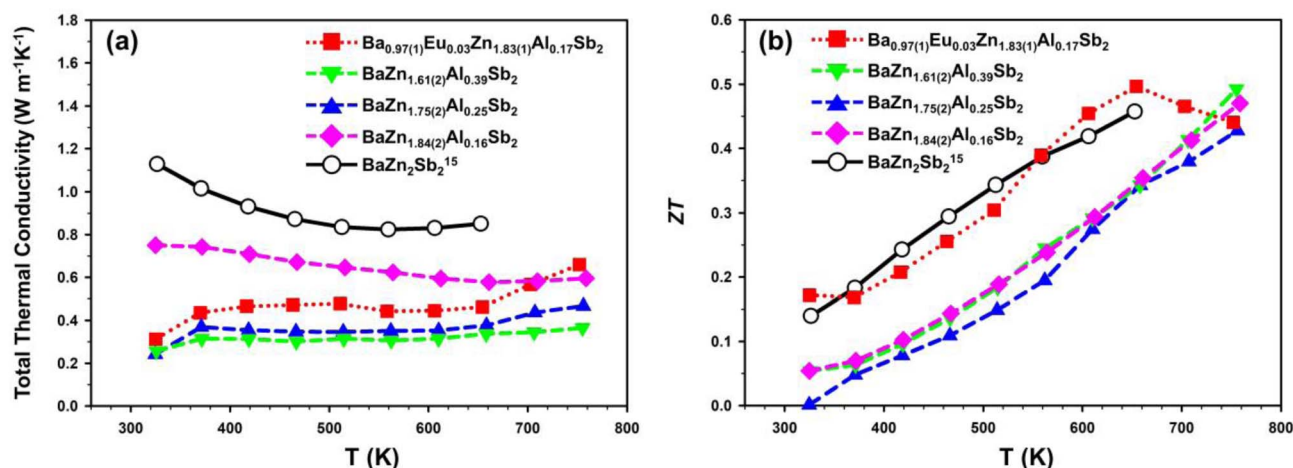 (a)
Ba0.97(1)Eu0.03Zn1.83(1)Al0.17Sb2
BaZn1.61(2)Al0.39Sb2
BaZn1.75(2)Al0.25Sb2
BaZn1.84(2)Al0.16Sb2
BaZn2Sb2 15
Total Thermal Conductivity (W m⁻¹K⁻¹)
1.8
1.6
1.4
1.2
1.0
0.8
0.6
0.4
0.2
0.0
300 400 500 600 700 800
T (K)
(b)
Ba0.97(1)Eu0.03Zn1.83(1)Al0.17Sb2
BaZn1.61(2)Al0.39Sb2
BaZn1.75(2)Al0.25Sb2
BaZn1.84(2)Al0.16Sb2
BaZn2Sb2 15
ZT
0.6
0.5
0.4
0.3
0.2
0.1
0.0
300 400 500 600 700 800
T (K)